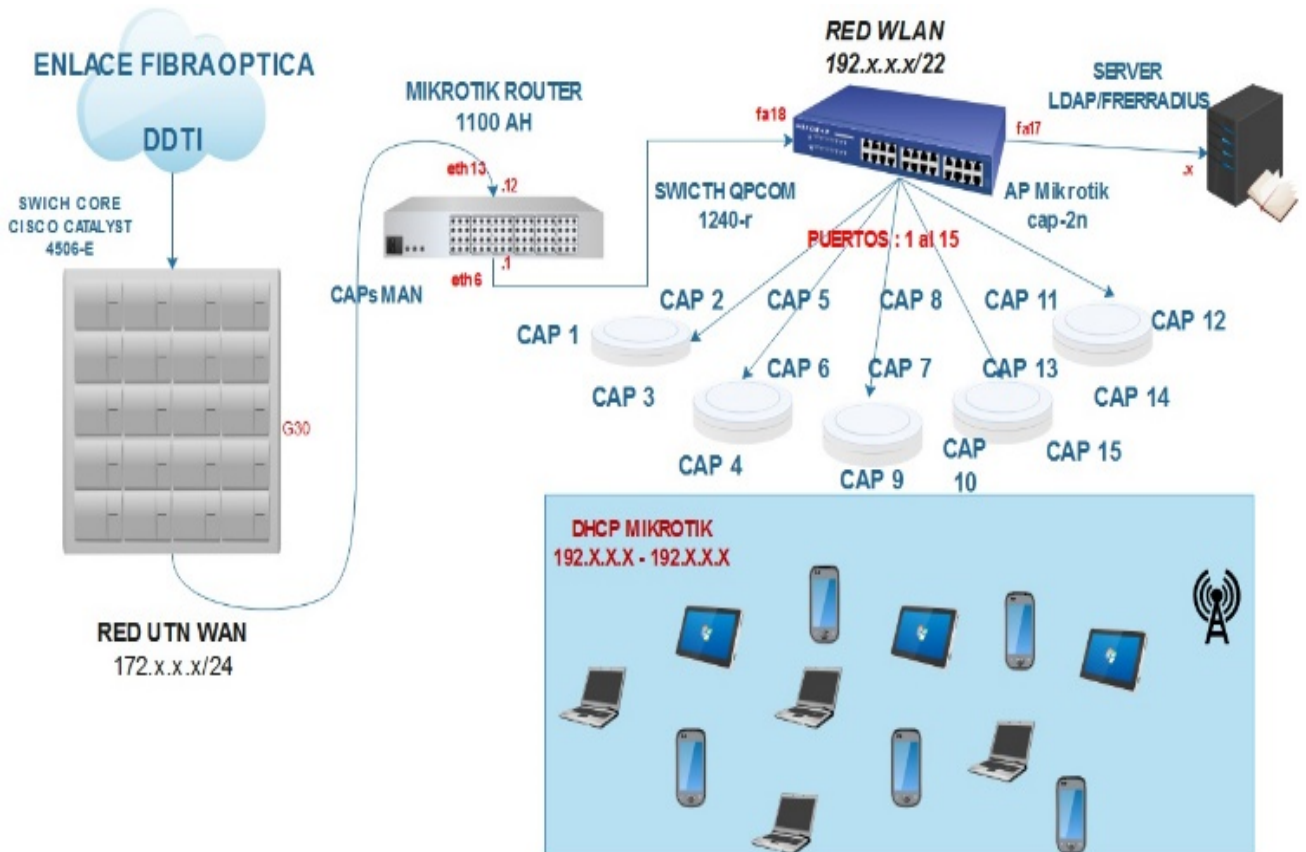 ENLACE FIBRAOPTICA
DDTI
SWICH CORE
CISCO CATALYST
4506-E
G30
RED UTN WAN
172.x.x.x/24
MIKROTIK ROUTER
1100 AH
eth 13
.12
.1
eth 6
CAPs MAN
RED WLAN
192.x.x.x/22
fa18
fa17
SWICTH QPCOM
1240-r
PUERTOS : 1 al 15
SERVER
LDAP/FRERRADIUS
.x
AP Mikrotik
cap-2n
CAP 1
CAP 2
CAP 3
CAP 5
CAP 6
CAP 4
CAP 8
CAP 7
CAP 9
CAP 11
CAP 13
CAP
10
CAP 12
CAP 14
CAP 15
DHCP MIKROTIK
192.X.X.X - 192.X.X.X